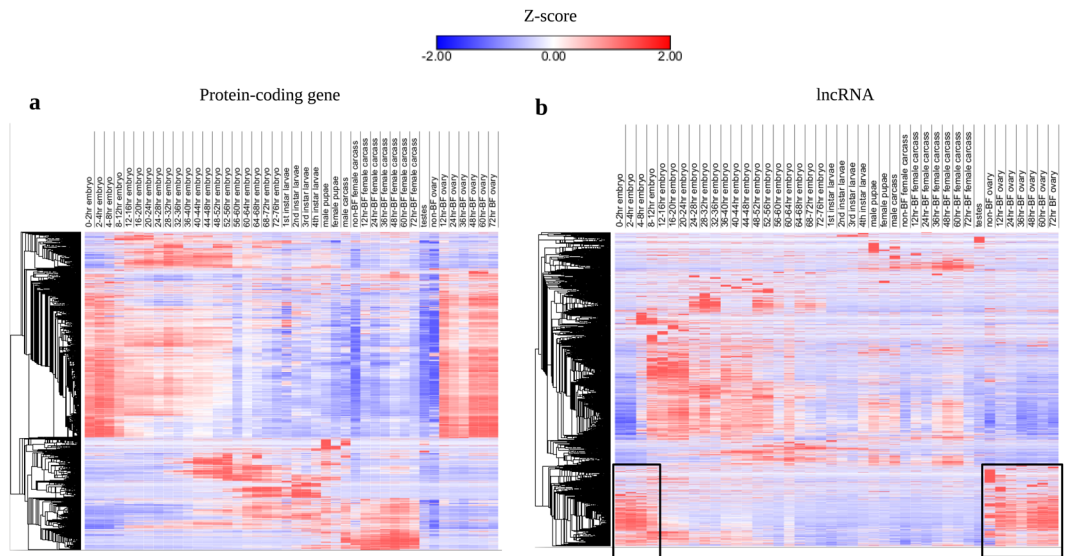 Z-score
-2.00 0.00 2.00
a
Protein-coding gene
b
lncRNA
0-2hr embryo
2-4hr embryo
4-8hr embryo
8-12hr embryo
12-16hr embryo
16-20hr embryo
20-24hr embryo
24-28hr embryo
28-32hr embryo
32-36hr embryo
36-40hr embryo
40-44hr embryo
44-48hr embryo
48-52hr embryo
52-56hr embryo
56-60hr embryo
60-64hr embryo
64-68hr embryo
68-72hr embryo
72-76hr embryo
1st instar larvae
2nd instar larvae
3rd instar larvae
4th instar larvae
male pupae
female pupae
male carcass
non-BF female carcass
12hr-BF female carcass
24hr-BF female carcass
36hr-BF female carcass
48hr-BF female carcass
60hr-BF female carcass
72hr-BF female carcass
testes
non-BF ovary
12hr-BF ovary
24hr-BF ovary
36hr-BF ovary
48hr-BF ovary
60hr-BF ovary
72hr BF ovary
0-2hr embryo
2-4hr embryo
4-8hr embryo
8-12hr embryo
12-16hr embryo
16-20hr embryo
20-24hr embryo
24-28hr embryo
28-32hr embryo
32-36hr embryo
36-40hr embryo
40-44hr embryo
44-48hr embryo
48-52hr embryo
52-56hr embryo
56-60hr embryo
60-64hr embryo
64-68hr embryo
68-72hr embryo
72-76hr embryo
1st instar larvae
2nd instar larvae
3rd instar larvae
4th instar larvae
male pupae
female pupae
male carcass
non-BF female carcass
12hr-BF female carcass
24hr-BF female carcass
36hr-BF female carcass
48hr-BF female carcass
60hr-BF female carcass
72hr-BF female carcass
testes
non-BF ovary
12hr-BF ovary
24hr-BF ovary
36hr-BF ovary
48hr-BF ovary
60hr-BF ovary
72hr BF ovary